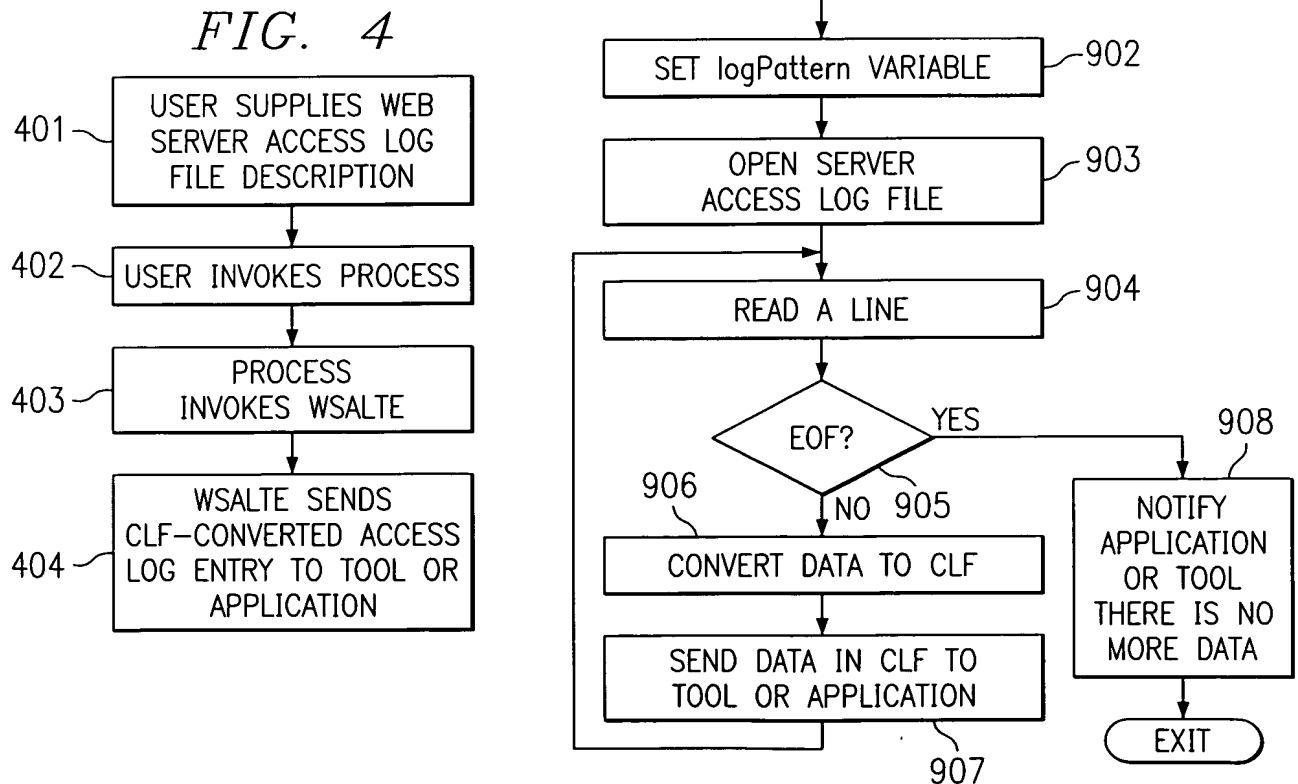 FIG. 4
401
USER SUPPLIES WEB
SERVER ACCESS LOG
FILE DESCRIPTION
402
USER INVOKES PROCESS
403
PROCESS
INVOKES WSALTE
404
WSALTE SENDS
CLF-CONVERTED ACCESS
LOG ENTRY TO TOOL OR
APPLICATION
SET logPattern VARIABLE
902
OPEN SERVER
ACCESS LOG FILE
903
READ A LINE
904
EOF?
YES
905
NO
906
CONVERT DATA TO CLF
SEND DATA IN CLF TO
TOOL OR APPLICATION
907
908
NOTIFY
APPLICATION
OR TOOL
THERE IS NO
MORE DATA
EXIT